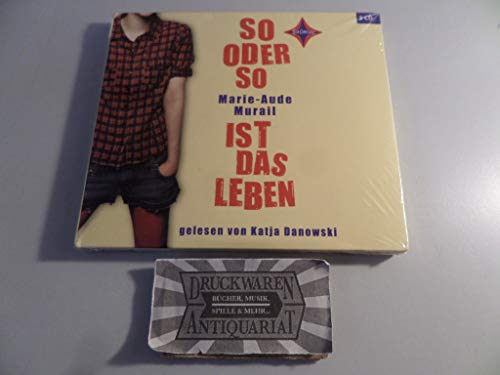 SO
ODER
SO
Marie-Aude
Murail
IST
DAS
LEBEN
gelesen von Katja Danowski
DRUCKWAREN
BÜCHER, MUSIK,
SPIELE & MEHR...
ANTIQUARIAT